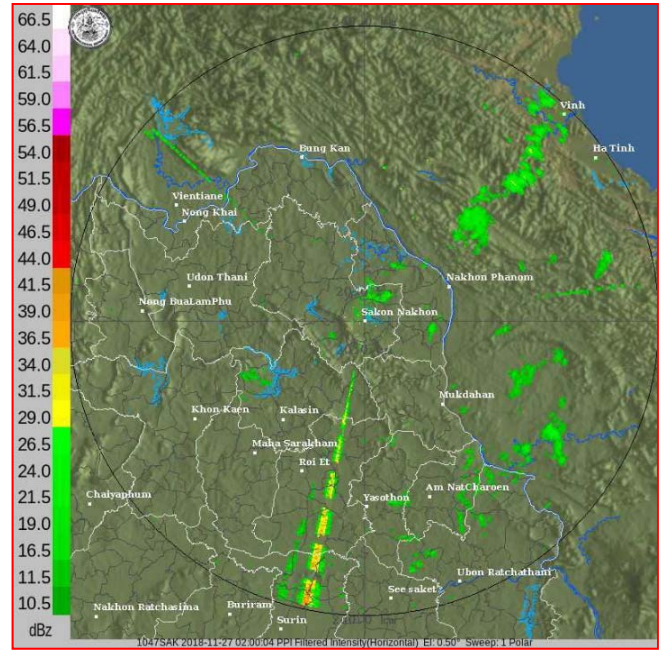 66.5
64.0
61.5
59.0
56.5
54.0
51.5
49.0
46.5
44.0
41.5
39.0
36.5
34.0
31.5
29.0
26.5
24.0
21.5
19.0
16.5
11.5
10.5
dBz
Vinh
Ha Tinh
Bung Kan
Vientiane
Nong Khai
Udon Thani
Nakhon Phanom
Nong BuaLamPhu
Sakon Nakhon
Mukdahan
Khon Kaen
Kalasin
Maha Sarakham
Roi Et
Chaiyaphum
Yasothon
Am NatCharoen
Ubon Ratchathani
See saket
Nakhon Ratchasima
Buriram
Surin
1047SAK 2018-11-27 02:00:04 PPI Filtered Intensity(Horizontal) El: 0.50° Sweep: 1 Polar